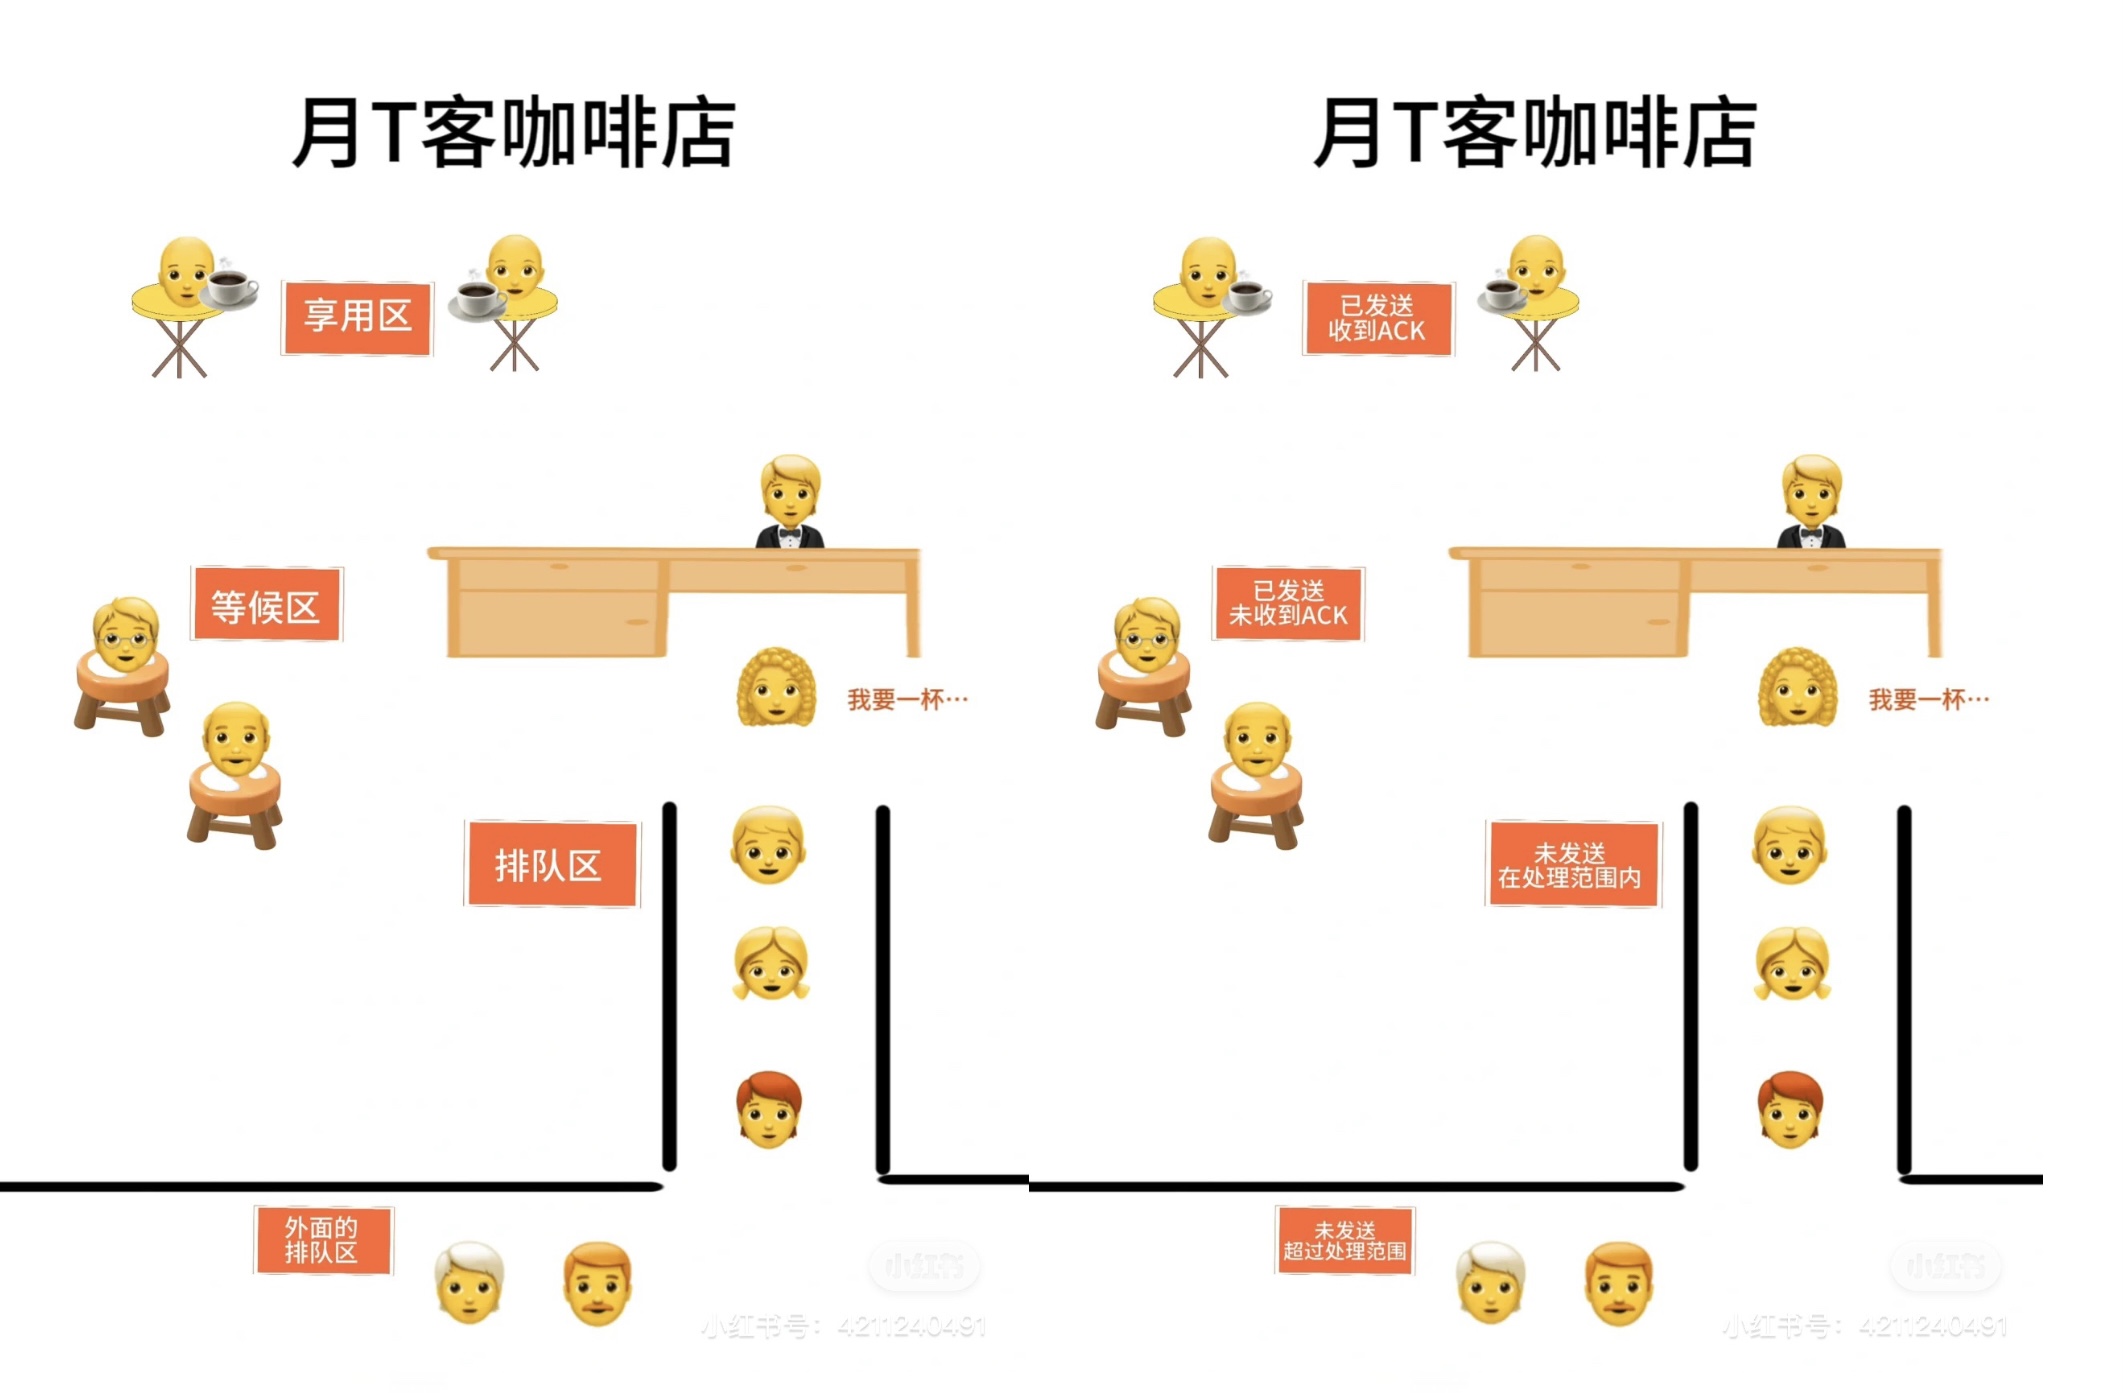 月T客咖啡店
享用区
等候区
我要一杯…
排队区
外面的
排队区
小红书
小红书号：4211240491
月T客咖啡店
已发送
收到ACK
已发送
未收到ACK
我要一杯…
未发送
在处理范围内
未发送
超过处理范围
小红书
小红书号：4211240491